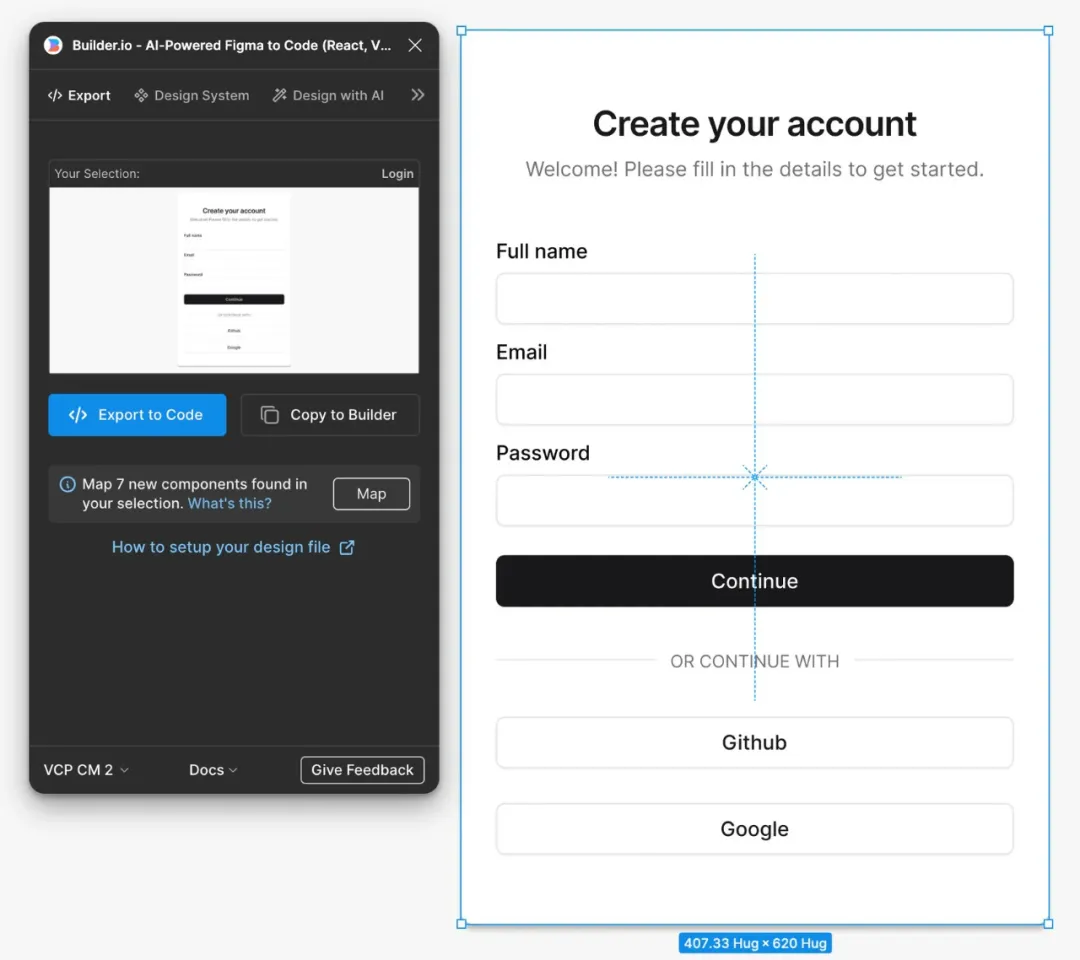 Builder.io - AI-Powered Figma to Code (React, V...
Export
Design System
Design with AI
Your Selection:
Login
Create your account
Welcome! Please fill in the details to get started.
Full name
Email
Password
Continue
OR CONTINUE WITH
Github
Google
Export to Code
Copy to Builder
Map 7 new components found in
your selection. What's this?
Map
How to setup your design file
VCP CM 2
Docs
Give Feedback
Create your account
Welcome! Please fill in the details to get started.
Full name
Email
Password
Continue
OR CONTINUE WITH
Github
Google
407.33 Hug × 620 Hug